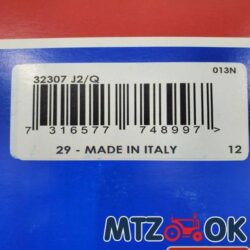 32307 J2/Q 013N
7 316577 748997 >
29 - MADE IN ITALY 12
MTZ OK